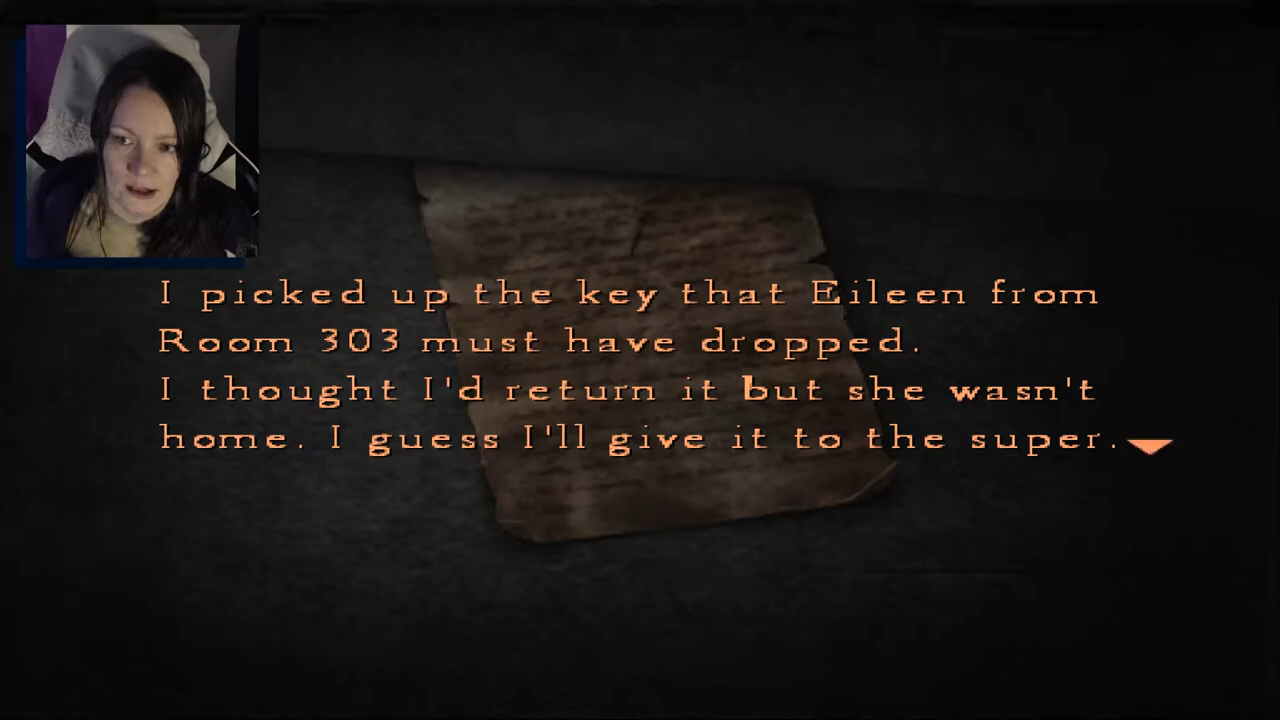 I picked up the key that Eileen from
Room 303 must have dropped.
I thought I'd return it but she wasn't
home. I guess I'll give it to the super.